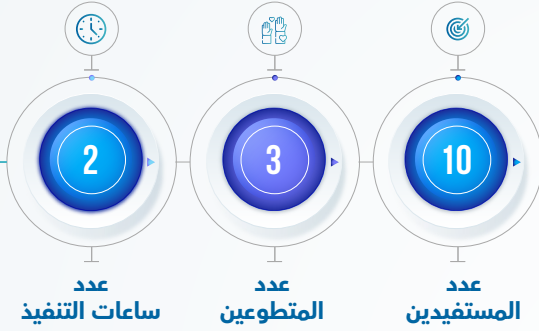 10
عدد
المستفيدين
3
عدد
المتطوعين
2
عدد
ساعات التنفيذ